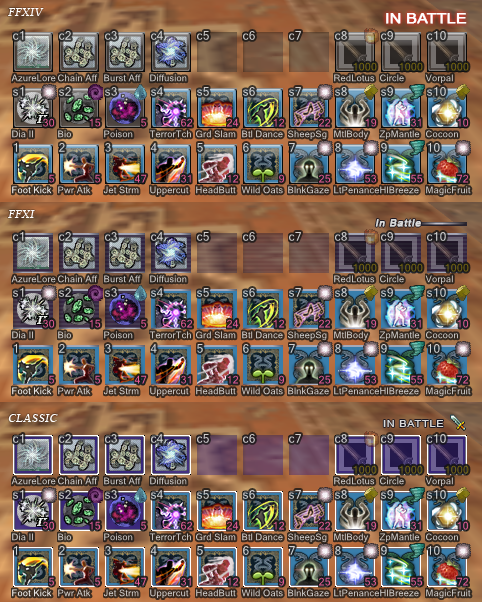 FFXIV
IN BATTLE
c1 c2 c3 c4 c5 c6 c7 c8 c9 c10
1000 1000 1000
AzureLore Chain Aff Burst Aff Diffusion RedLotus Circle Vorpal
s1 s2 s3 s4 s5 s6 s7 s8 s9 s10
30 15 5 62 24 12 22 19 31 10
Dia II Bio Poison TerrorTch Grd Slam Btl Dance SheepSg MtlBody ZpMantle Cocoon
1 2 3 4 5 6 7 8 9 10
5 5 47 31 12 9 25 53 55 72
Foot Kick Pwr Atk Jet Strm Uppercut HeadButt Wild Oats BlnkGaze LtPenance HlBreeze MagicFruit
FFXI
In Battle
c1 c2 c3 c4 c5 c6 c7 c8 c9 c10
1000 1000 1000
AzureLore Chain Aff Burst Aff Diffusion RedLotus Circle Vorpal
s1 s2 s3 s4 s5 s6 s7 s8 s9 s10
30 15 5 62 24 12 22 19 31 10
Dia II Bio Poison TerrorTch Grd Slam Btl Dance SheepSg MtlBody ZpMantle Cocoon
1 2 3 4 5 6 7 8 9 10
5 5 47 31 12 9 25 53 55 72
Foot Kick Pwr Atk Jet Strm Uppercut HeadButt Wild Oats BlnkGaze LtPenance HlBreeze MagicFruit
CLASSIC
IN BATTLE
c1 c2 c3 c4 c5 c6 c7 c8 c9 c10
1000 1000 1000
AzureLore Chain Aff Burst Aff Diffusion RedLotus Circle Vorpal
s1 s2 s3 s4 s5 s6 s7 s8 s9 s10
30 15 5 62 24 12 22 19 31 10
Dia II Bio Poison TerrorTch Grd Slam Btl Dance SheepSg MtlBody ZpMantle Cocoon
1 2 3 4 5 6 7 8 9 10
5 5 47 31 12 9 25 53 55 72
Foot Kick Pwr Atk Jet Strm Uppercut HeadButt Wild Oats BlnkGaze LtPenance HlBreeze MagicFruit